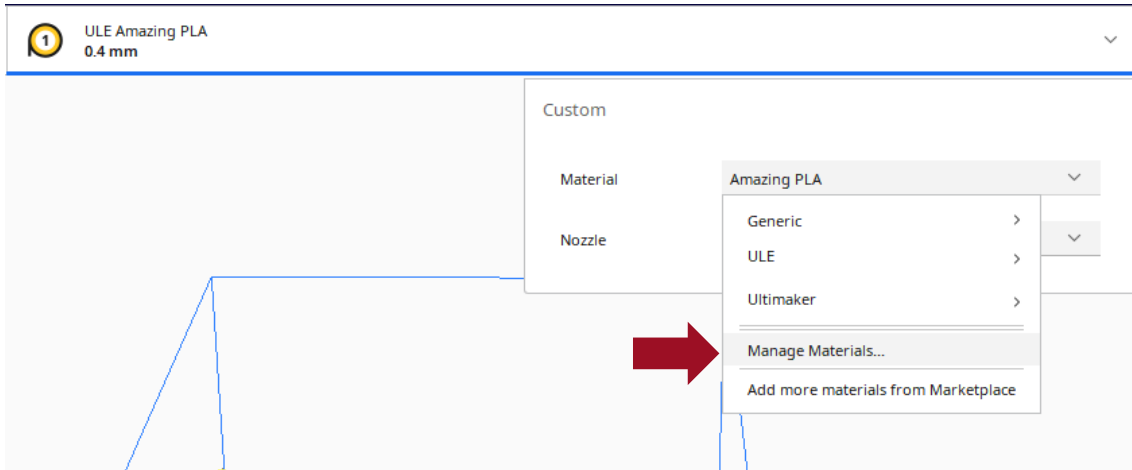 1
ULE Amazing PLA
0.4 mm
Custom
Material
Amazing PLA
Generic
Nozzle
ULE
Ultimaker
Manage Materials...
Add more materials from Marketplace